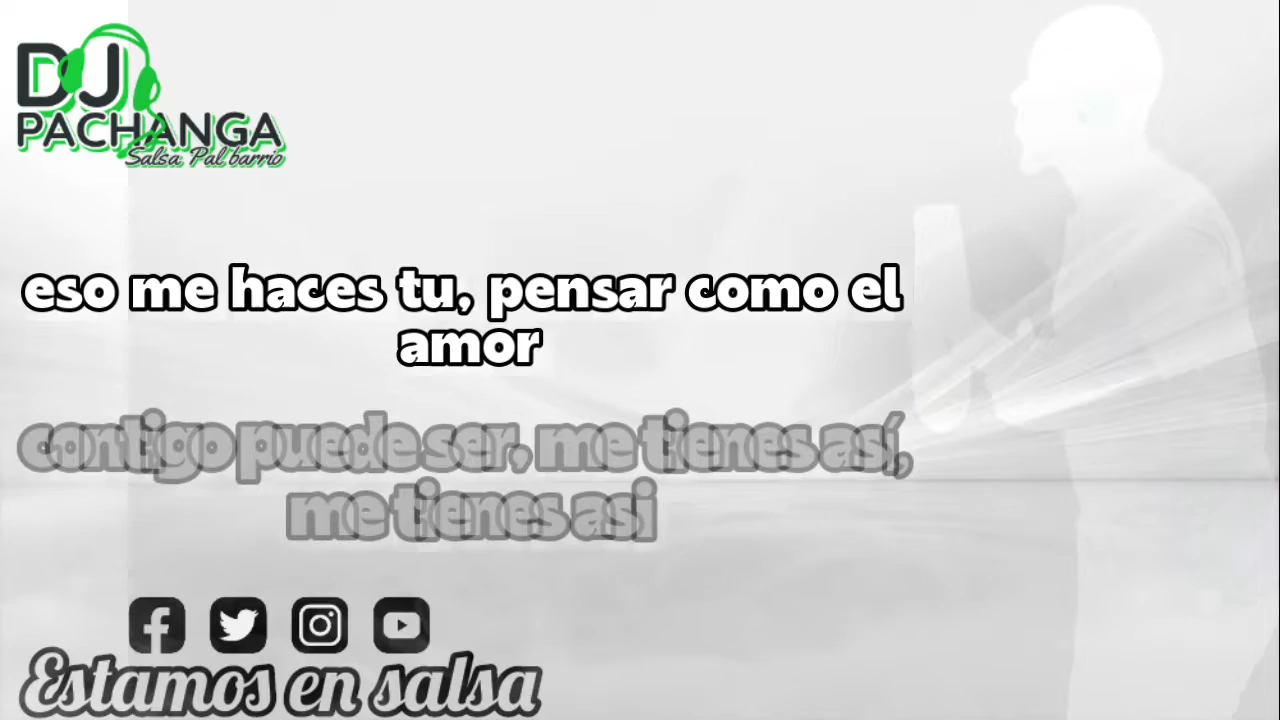 DJ
PACHANGA
Salsa Pal barrio
eso me haces tu, pensar como el
amor
contigo puede ser, me tienes así,
me tienes asi
Estamos en salsa